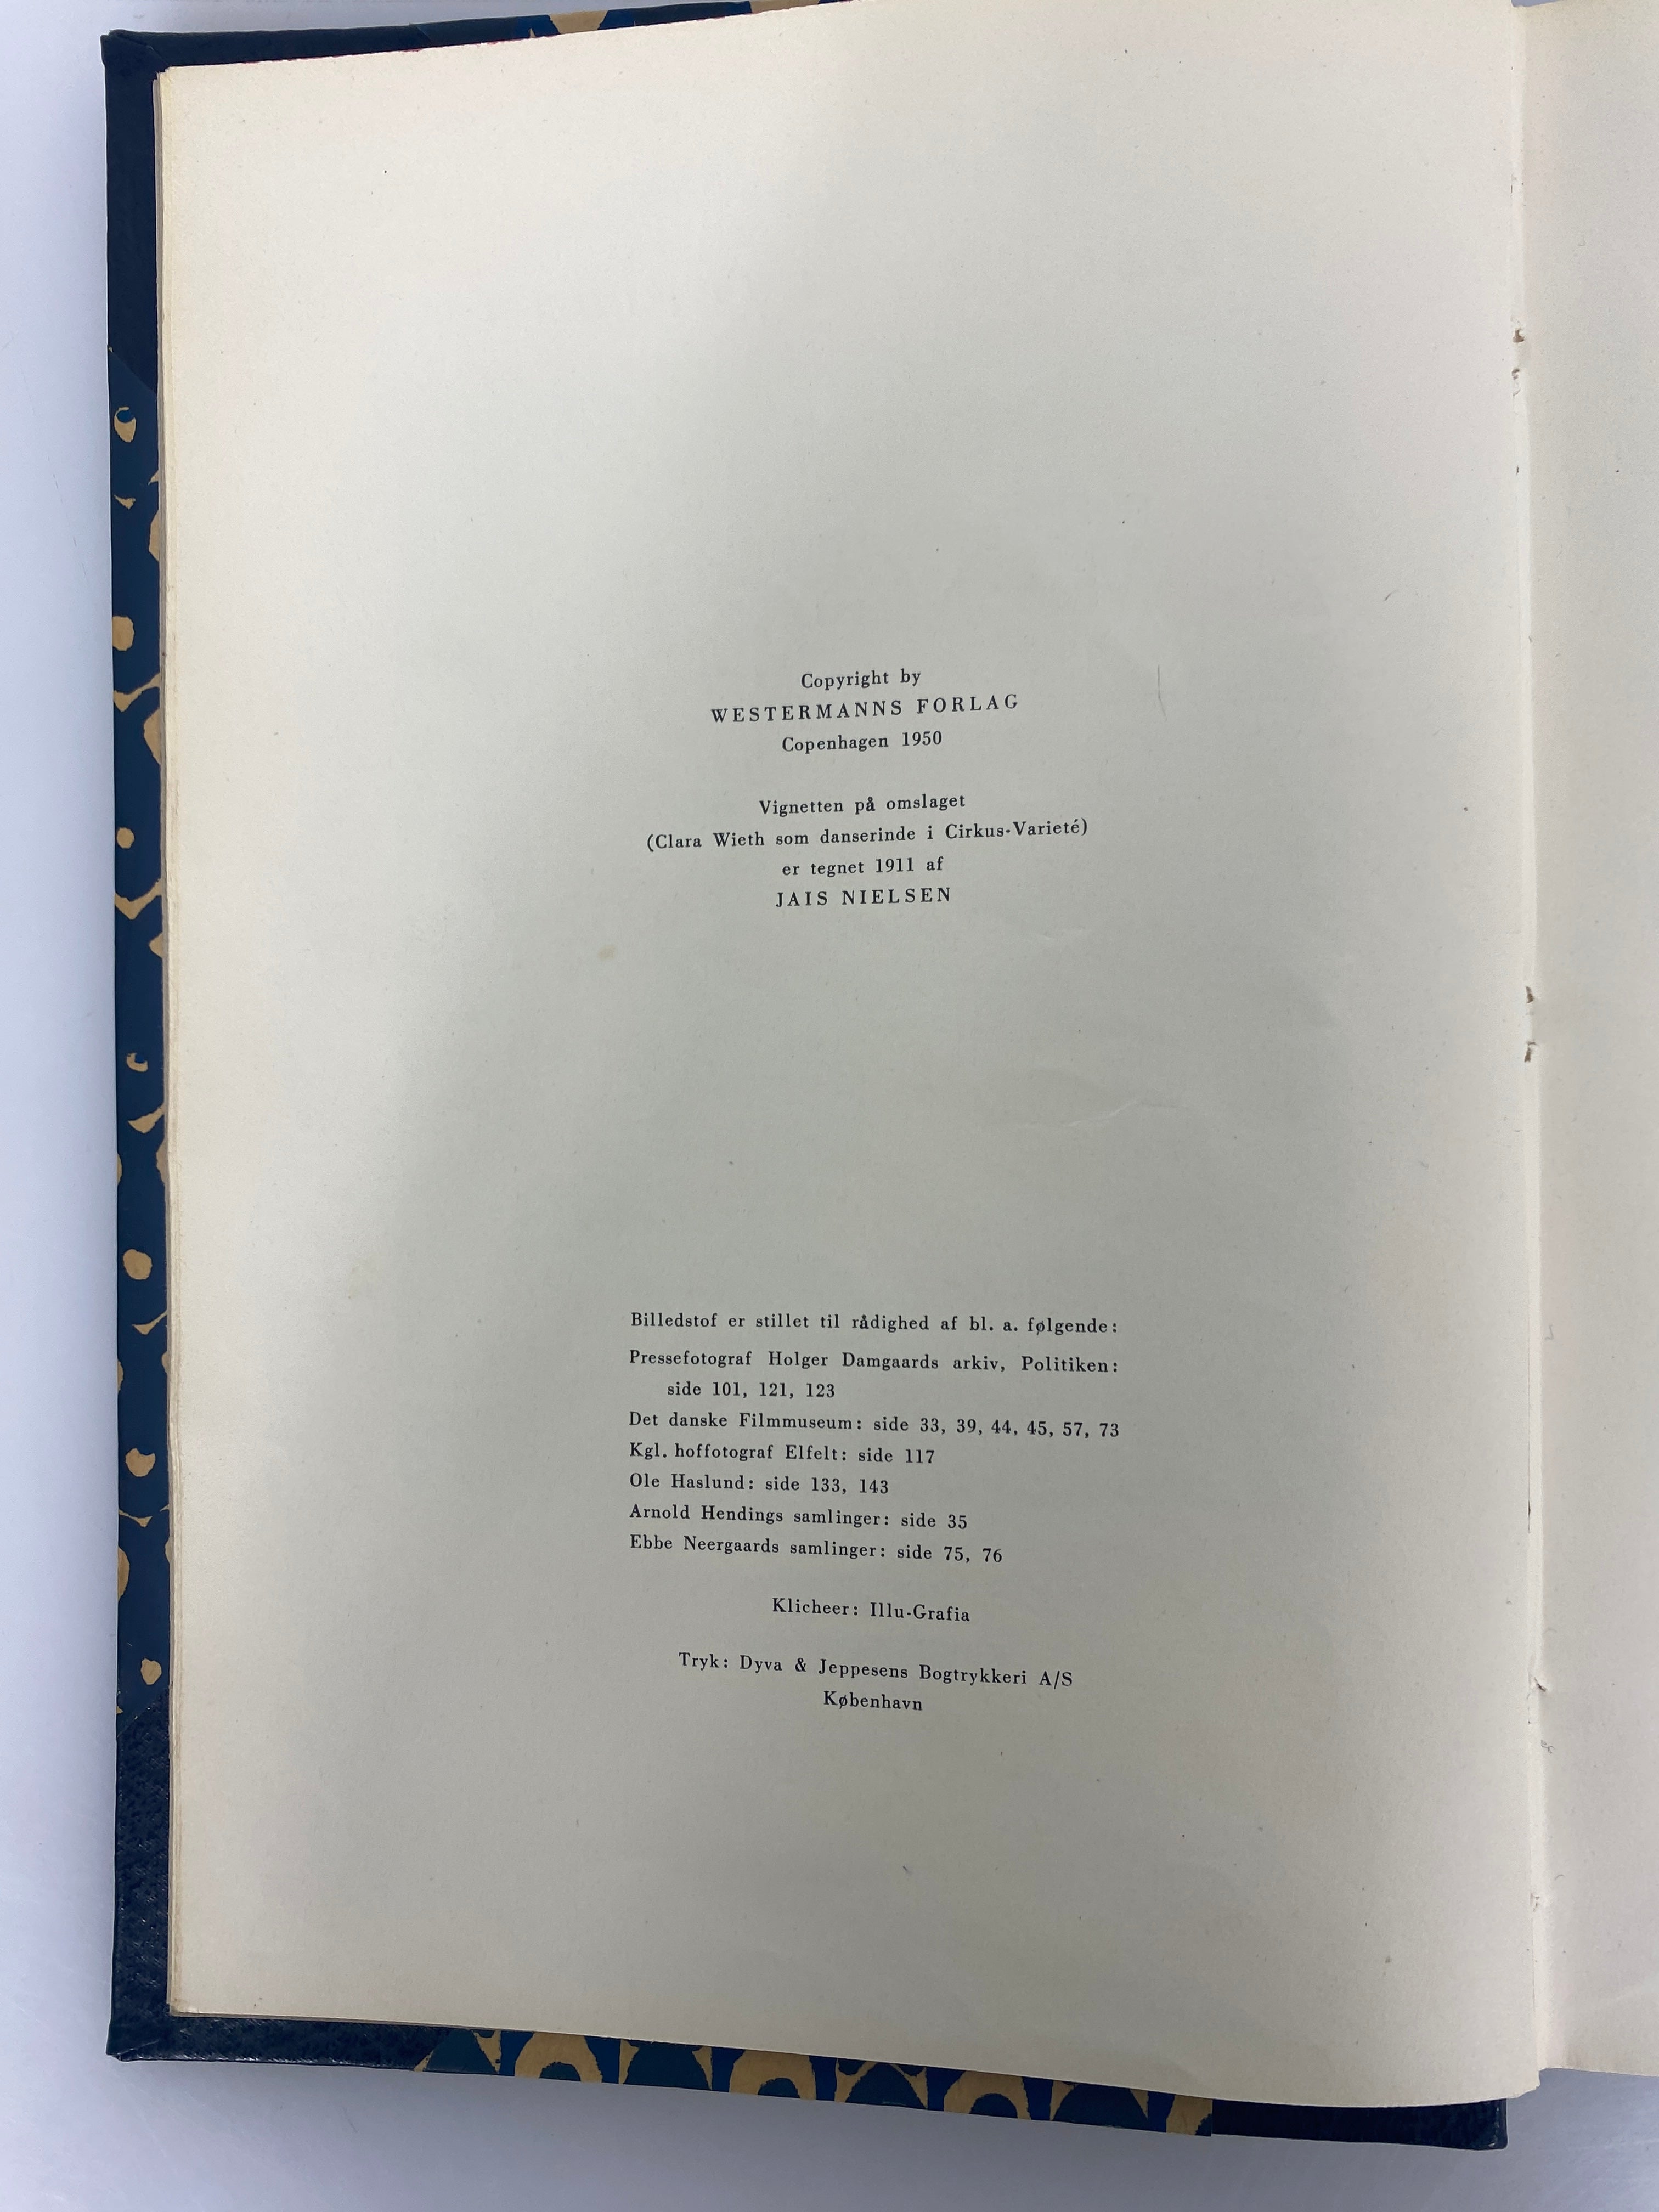 Copyright by
WESTERMANNS FORLAG
Copenhagen 1950
Vignetten på omslaget
(Clara Wieth som danserinde i Cirkus-Varieté)
er tegnet 1911 af
JAIS NIELSEN
Billedstof er stillet til rådighed af bl. a. følgende:
Pressefotograf Holger Damgaards arkiv, Politiken:
side 101, 121, 123
Det danske Filmmuseum: side 33, 39, 44, 45, 57, 73
Kgl. hoffotograf Elfelt: side 117
Ole Haslund: side 133, 143
Arnold Hendings samlinger: side 35
Ebbe Neergaards samlinger: side 75, 76
Klicheer: Illu-Grafia
Tryk: Dyva & Jeppesens Bogtrykkeri A/S
København